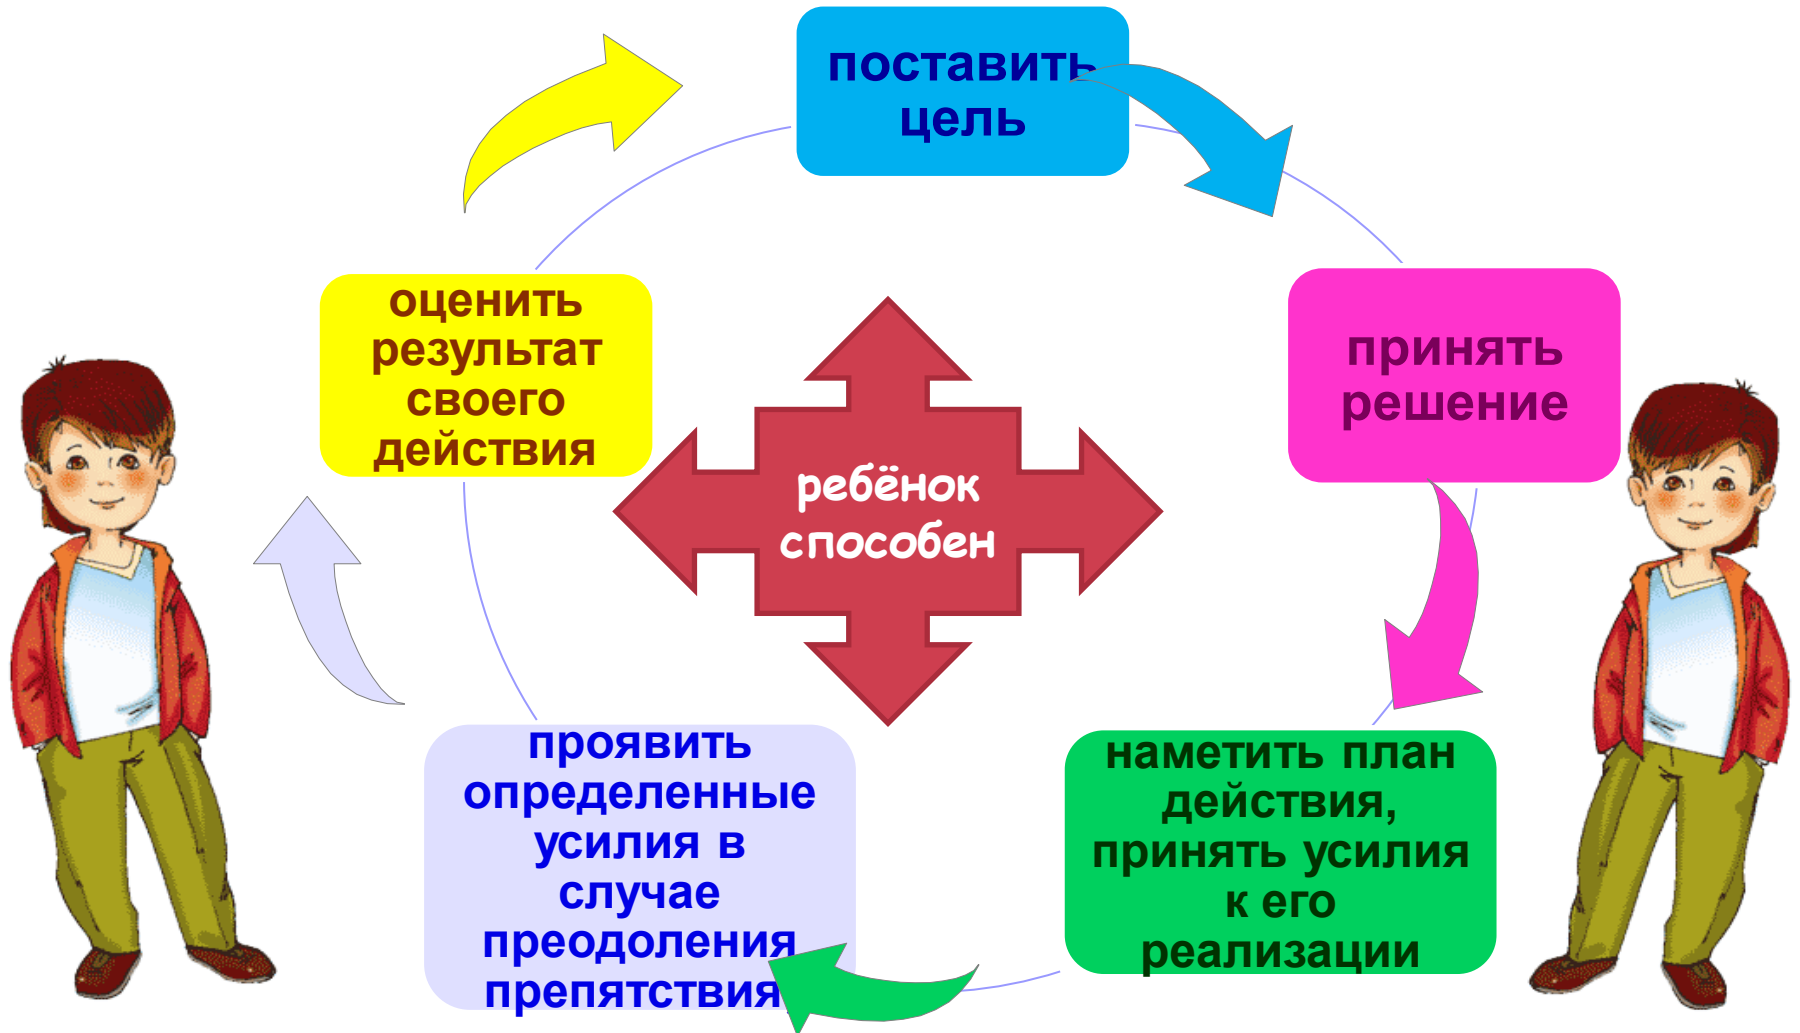 поставить
цель
принять
решение
наметить план
действия,
принять усилия
к его
реализации
проявить
определенные
усилия в
случае
преодоления
препятствия
оценить
результат
своего
действия
ребёнок
способен